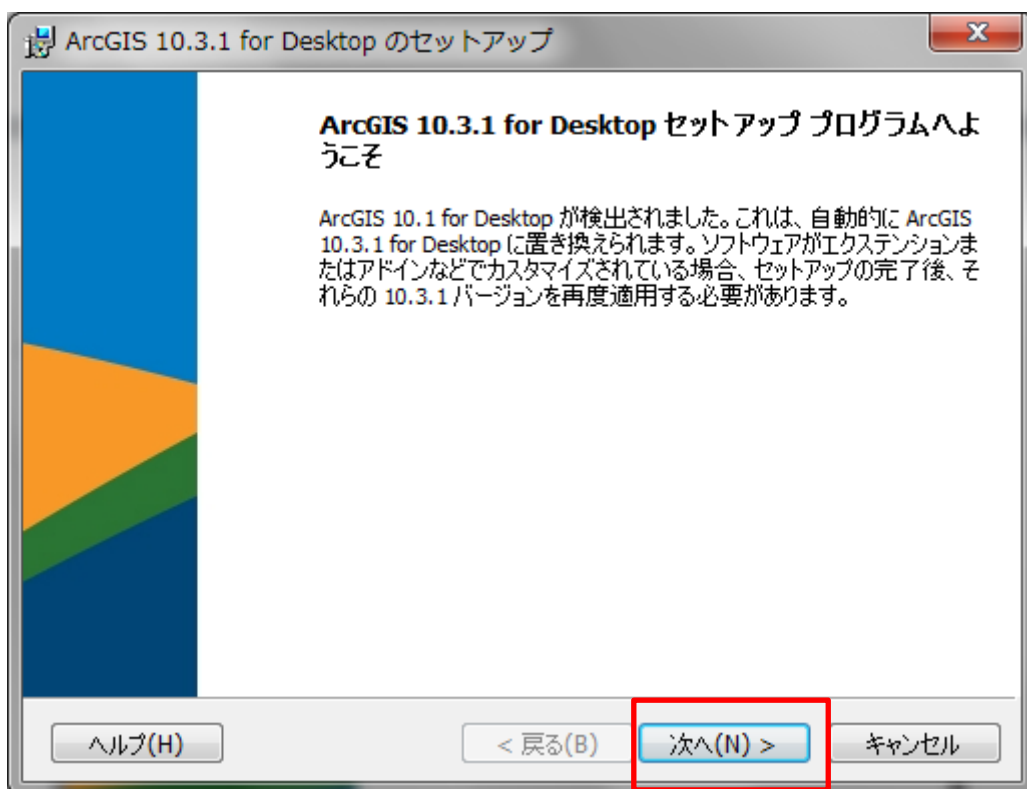 ArcGIS 10.3.1 for Desktop のセットアップ
ArcGIS 10.3.1 for Desktop セットアップ プログラムへよ
うこそ
ArcGIS 10.1 for Desktop が検出されました。これは、自動的に ArcGIS
10.3.1 for Desktop に置き換えられます。ソフトウェアがエクステンションま
たはアドインなどでカスタマイズされている場合、セットアップの完了後、そ
れらの 10.3.1 バージョンを再度適用する必要があります。
ヘルプ(H) < 戻る(B) 次へ(N) > キャンセル